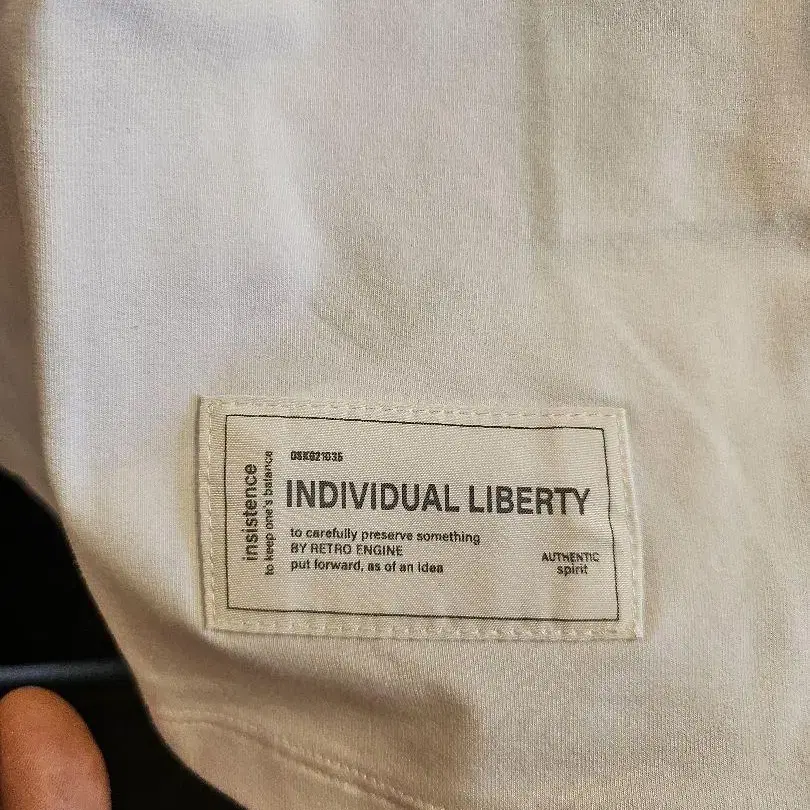 insistence
to keep one's balance
OSK921035
INDIVIDUAL LIBERTY
to carefully preserve something
BY RETRO ENGINE
put forward, as of an idea
AUTHENTIC
spirit